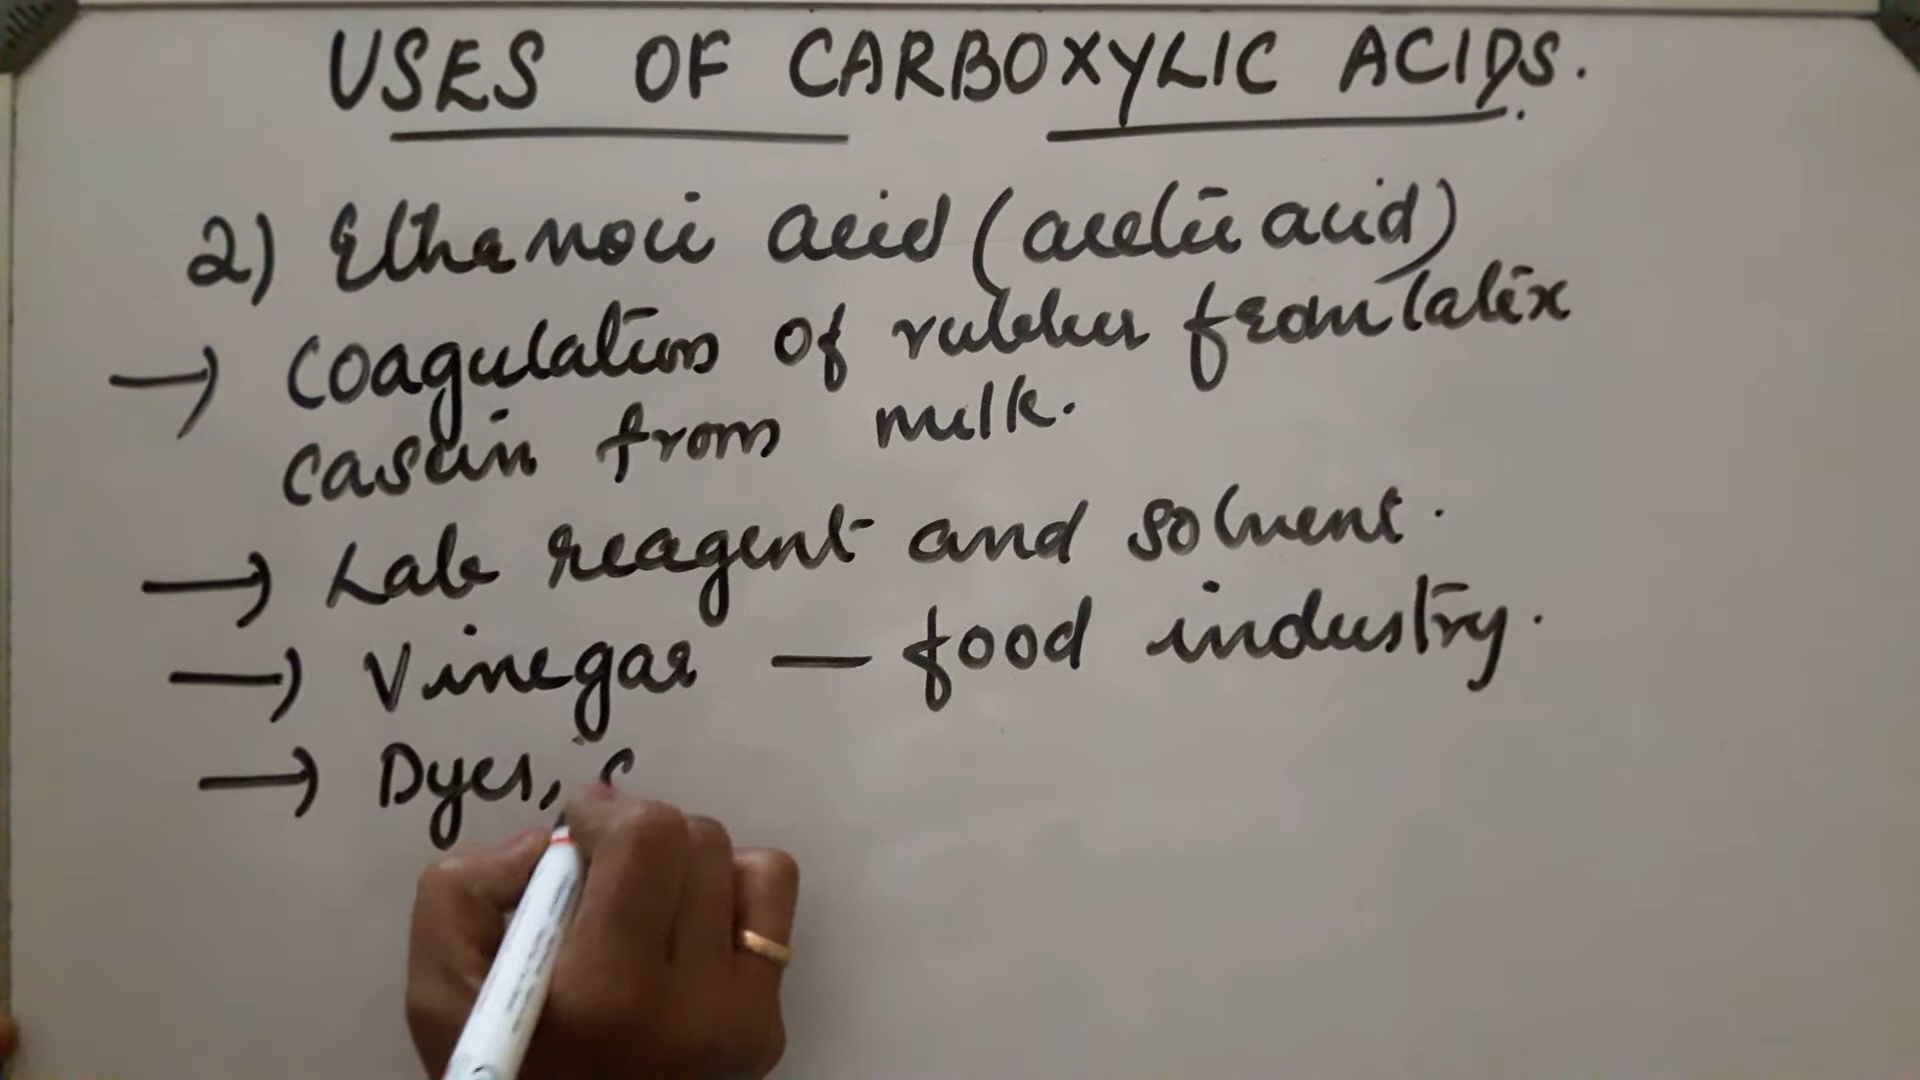 USES OF CARBOXYLIC ACIDS.
2) Ethanoic acid (acetic acid)
→ Coagulation of rubber from latex
casein from milk.
→ Lab reagent and solvent.
→ Vinegar — food industry.
→ Dyes,